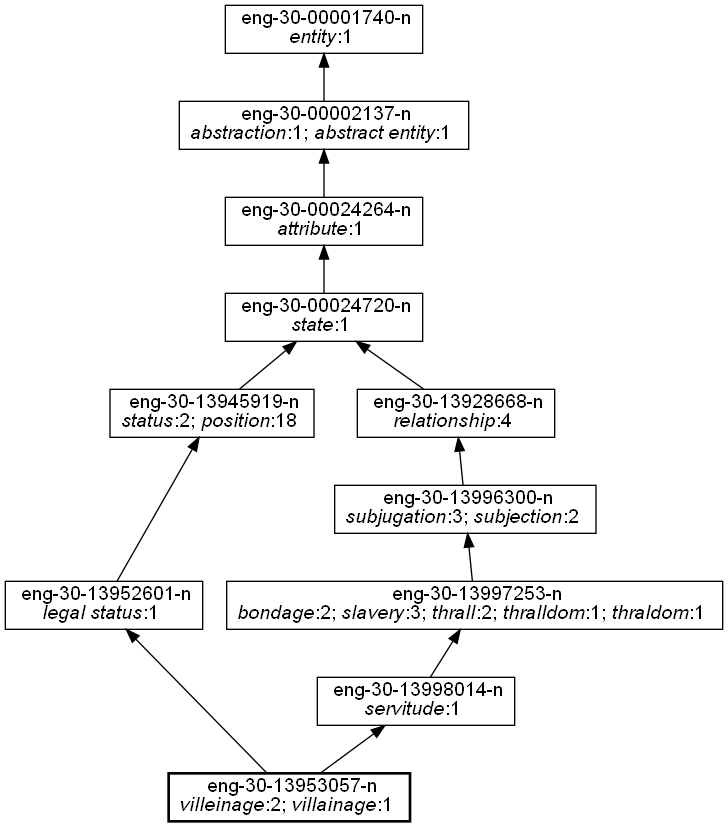 eng-30-00001740-n
entity:1
eng-30-00002137-n
abstraction:1; abstract entity:1
eng-30-00024264-n
attribute:1
eng-30-00024720-n
state:1
eng-30-13945919-n
status:2; position:18
eng-30-13928668-n
relationship:4
eng-30-13996300-n
subjugation:3; subjection:2
eng-30-13952601-n
legal status:1
eng-30-13997253-n
bondage:2; slavery:3; thrall:2; thralldom:1; thraldom:1
eng-30-13998014-n
servitude:1
eng-30-13953057-n
villeinage:2; villainage:1